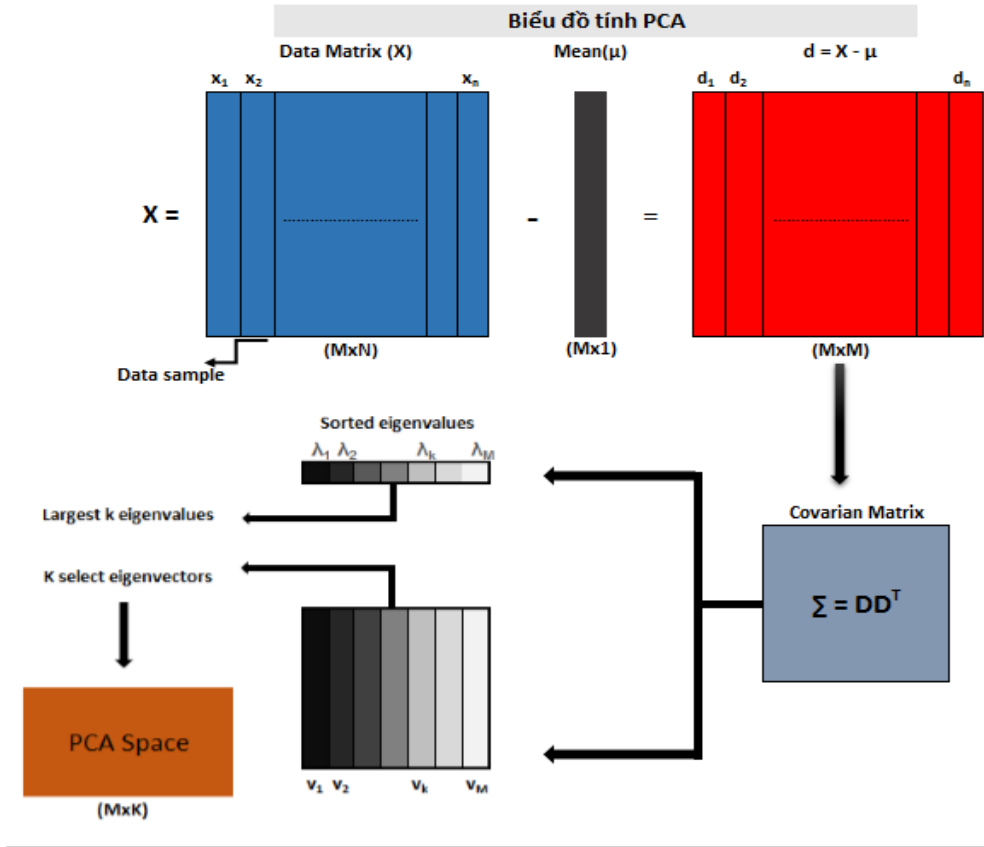 Biểu đồ tính PCA
Data Matrix (X) Mean(μ) d = X - μ
x₁ x₂ xₙ d₁ d₂ dₙ
X = ........................ - = ........................
(MxN) (Mx1) (MxM)
Data sample
Sorted eigenvalues
λ₁ λ₂ λₖ λM
Largest k eigenvalues
Covarian Matrix
K select eigenvectors
∑ = DDᵀ
PCA Space
v₁ v₂ vₖ vM
(MxK)